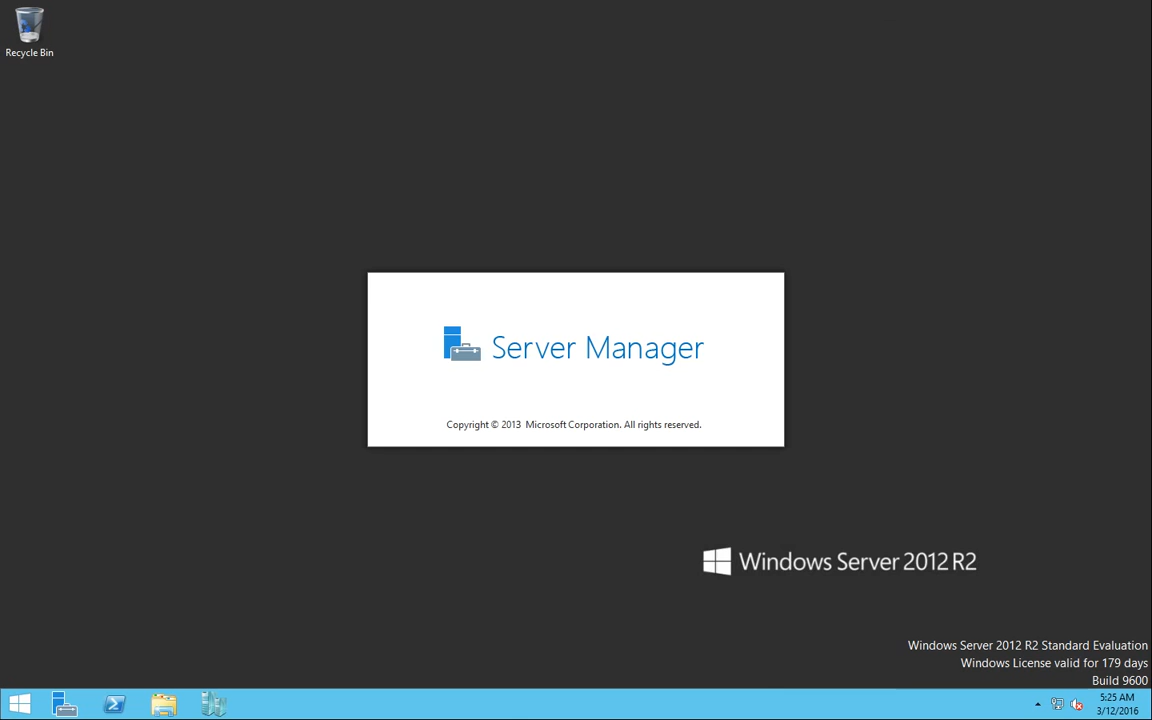 Recycle Bin
Server Manager
Copyright © 2013 Microsoft Corporation. All rights reserved.
Windows Server 2012 R2
Windows Server 2012 R2 Standard Evaluation
Windows License valid for 179 days
Build 9600
5:25 AM
3/12/2016